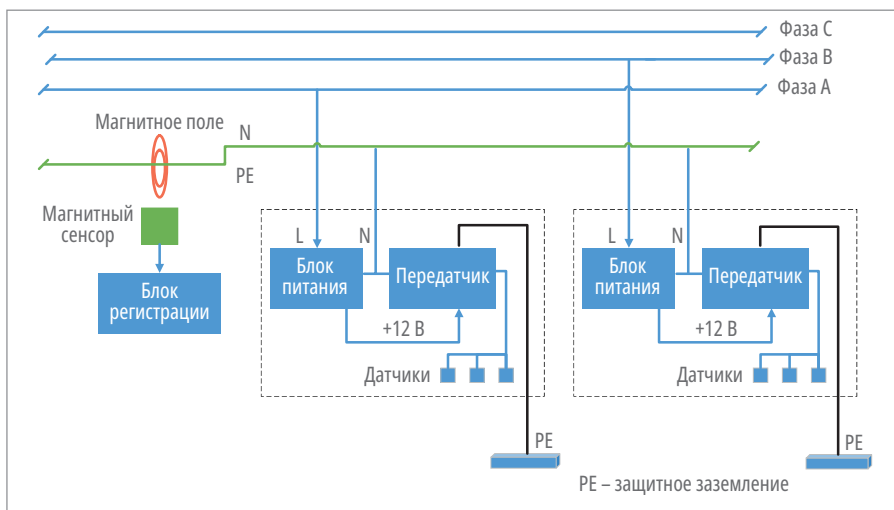 Фаза C
Фаза B
Фаза A
Магнитное поле
N
PE
Магнитный
сенсор
Блок
регистрации
L
N
Блок
питания
Передатчик
+12 В
Датчики
PE
L
N
Блок
питания
Передатчик
+12 В
Датчики
PE
PE – защитное заземление